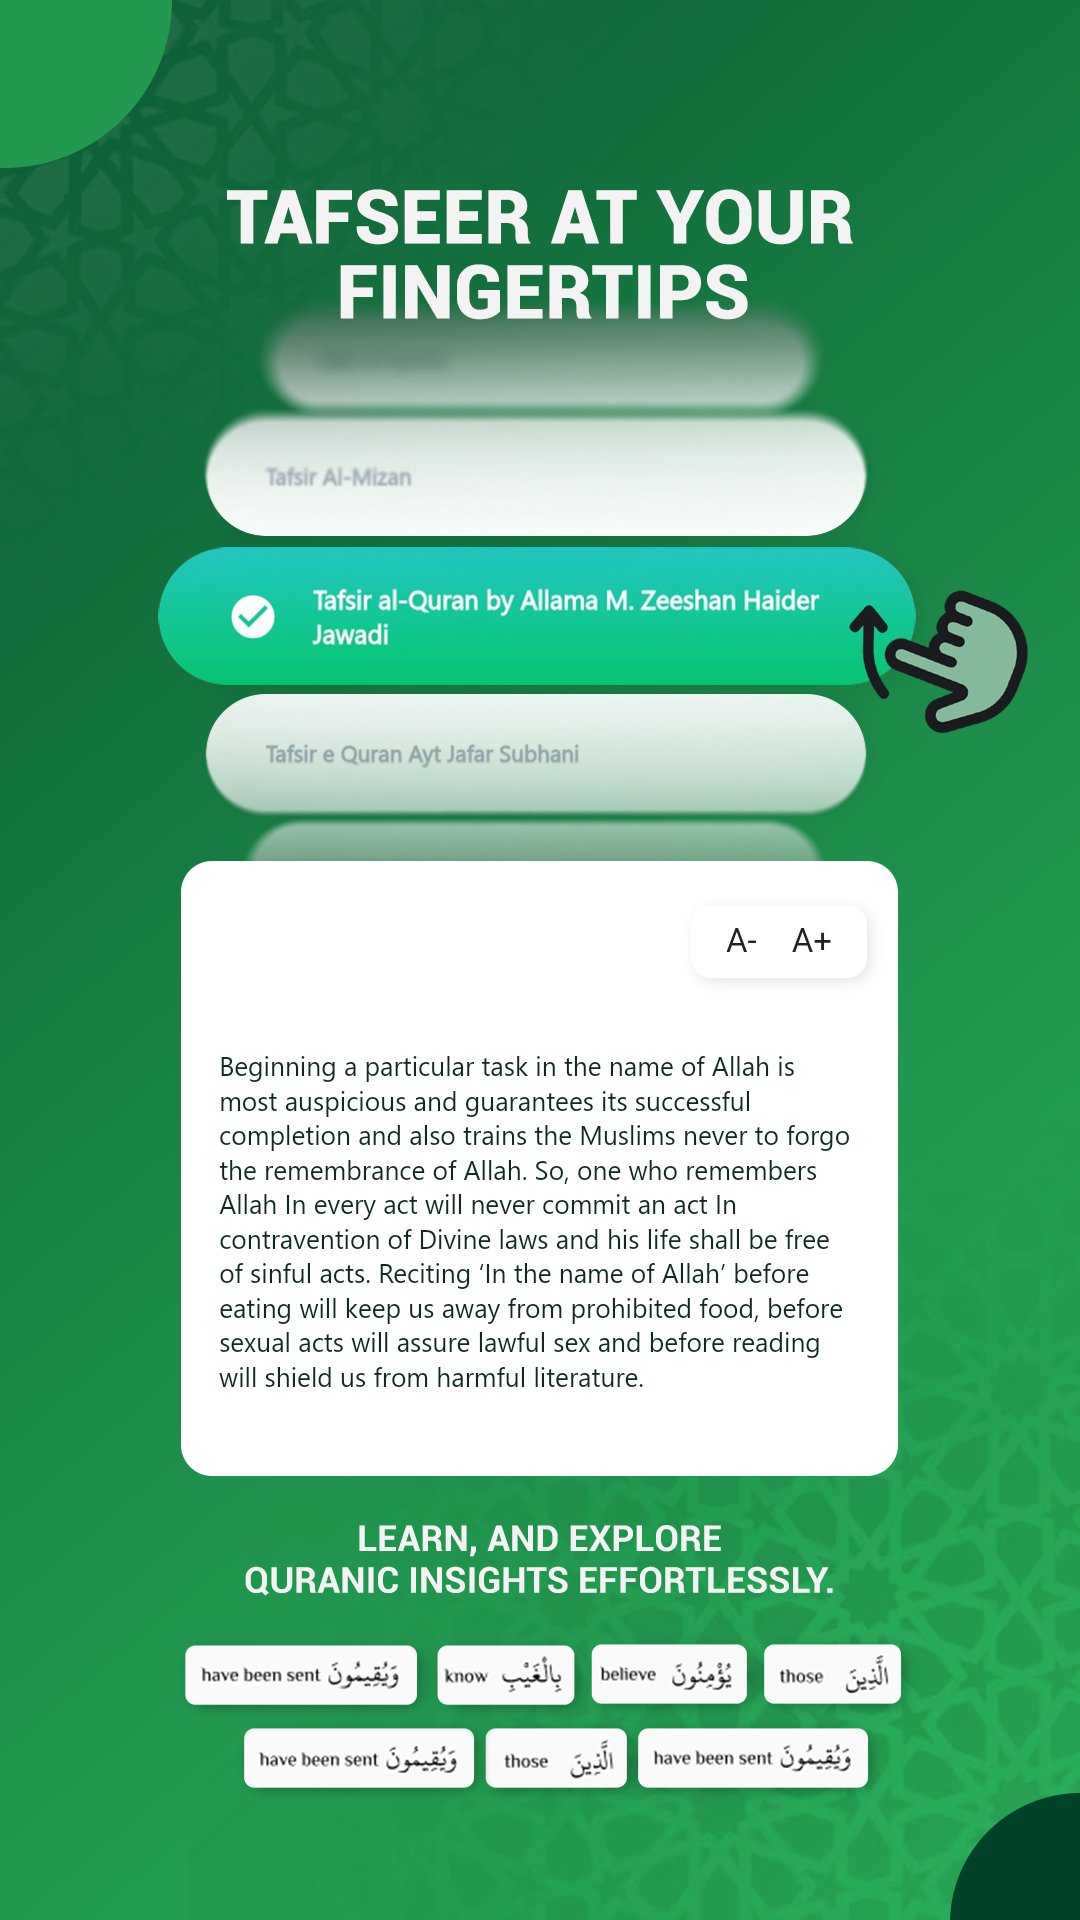 TAFSEER AT YOUR
FINGERTIPS
Tafsir Al-Mizan
Tafsir al-Quran by Allama M. Zeeshan Haider
Jawadi
Tafsir e Quran Ayt Jafar Subhani
A- A+
Beginning a particular task in the name of Allah is
most auspicious and guarantees its successful
completion and also trains the Muslims never to forgo
the remembrance of Allah. So, one who remembers
Allah In every act will never commit an act In
contravention of Divine laws and his life shall be free
of sinful acts. Reciting ‘In the name of Allah’ before
eating will keep us away from prohibited food, before
sexual acts will assure lawful sex and before reading
will shield us from harmful literature.
LEARN, AND EXPLORE
QURANIC INSIGHTS EFFORTLESSLY.
have been sent وَيُقِيمُونَ know بِالْغَيْبِ believe يُؤْمِنُونَ those الَّذِينَ
have been sent وَيُقِيمُونَ those الَّذِينَ have been sent وَيُقِيمُونَ